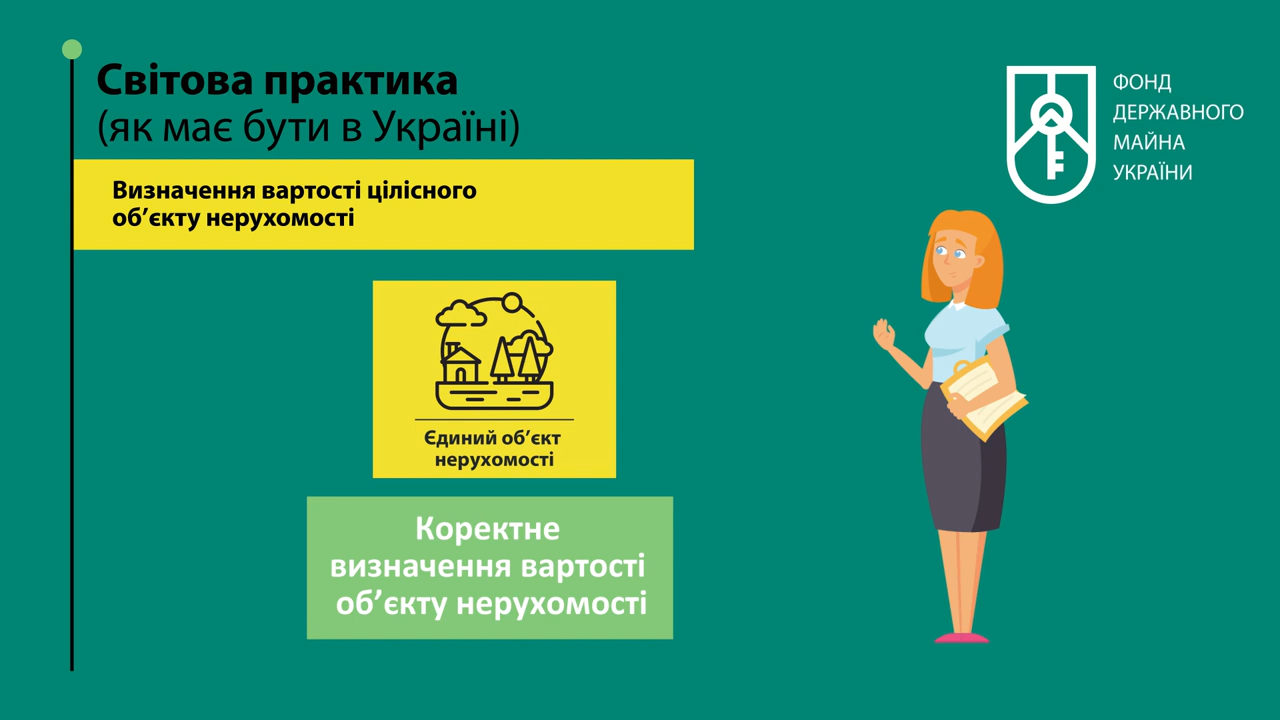 Світова практика
(як має бути в Україні)
Визначення вартості цілісного
об’єкту нерухомості
Єдиний об’єкт
нерухомості
Коректне
визначення вартості
об’єкту нерухомості
ФОНД
ДЕРЖАВНОГО
МАЙНА
УКРАЇНИ